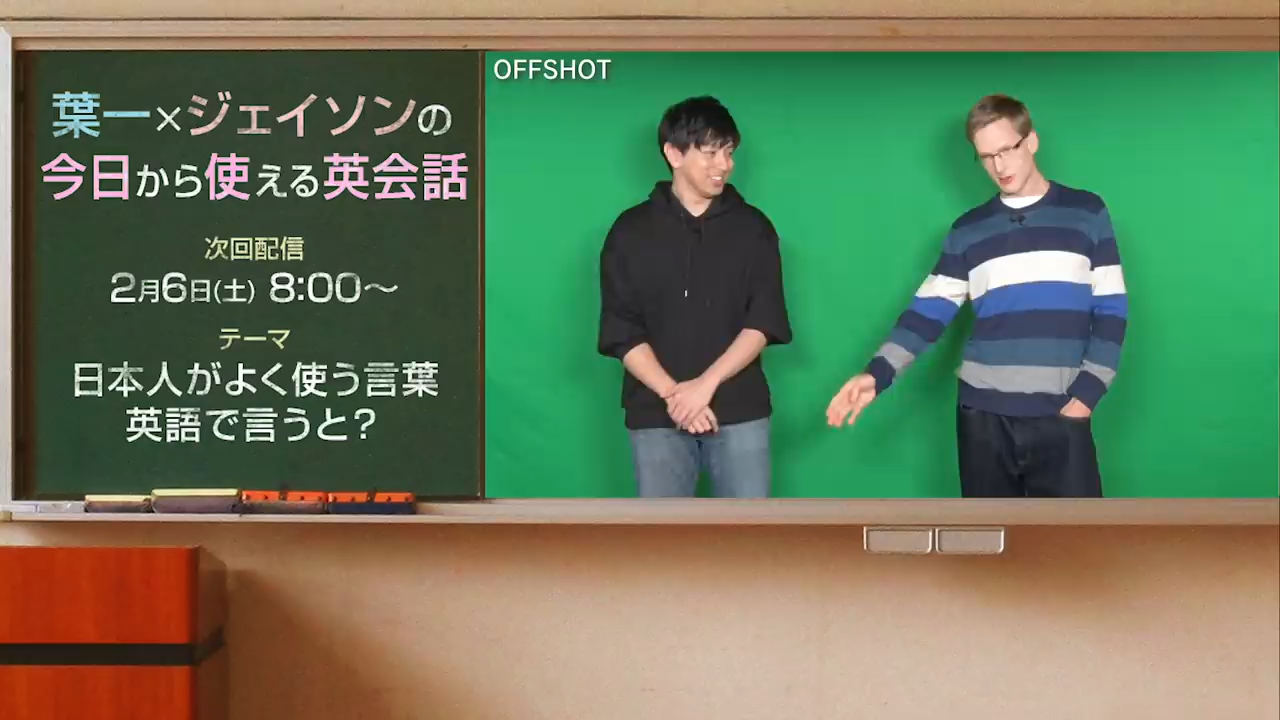 葉一×ジェイソンの
今日から使える英会話
次回配信
2月6日(土) 8:00〜
テーマ
日本人がよく使う言葉
英語で言うと?
OFFSHOT